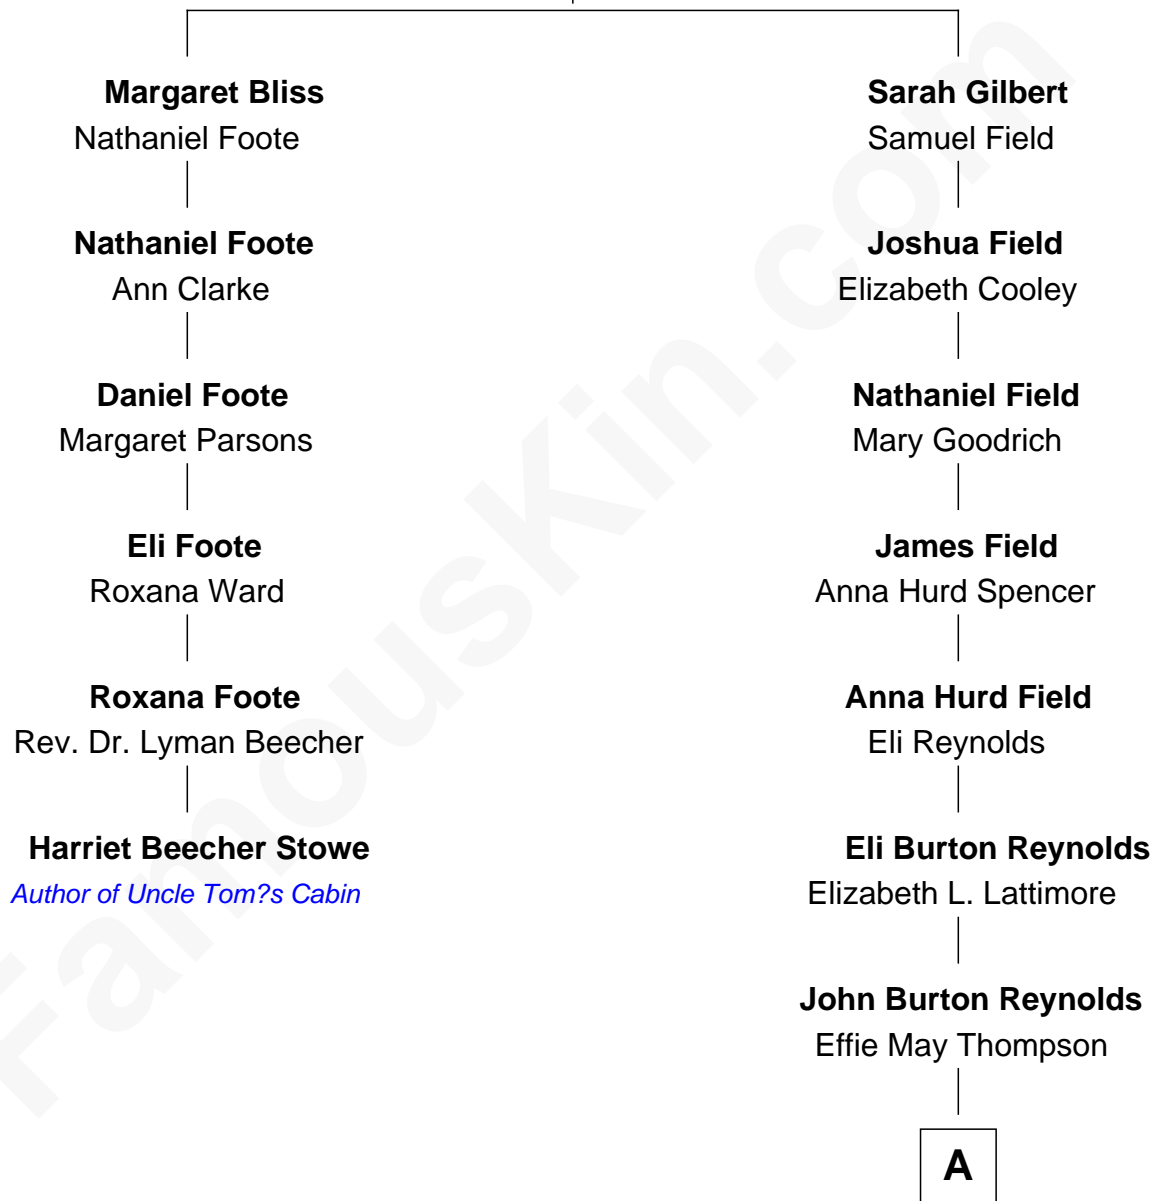 Margaret Bliss
Nathaniel Foote
Nathaniel Foote
Ann Clarke
Daniel Foote
Margaret Parsons
Eli Foote
Roxana Ward
Roxana Foote
Rev. Dr. Lyman Beecher
Harriet Beecher Stowe
Author of Uncle Tom?s Cabin
Sarah Gilbert
Samuel Field
Joshua Field
Elizabeth Cooley
Nathaniel Field
Mary Goodrich
James Field
Anna Hurd Spencer
Anna Hurd Field
Eli Reynolds
Eli Burton Reynolds
Elizabeth L. Lattimore
John Burton Reynolds
Effie May Thompson
A
FamousKin.com